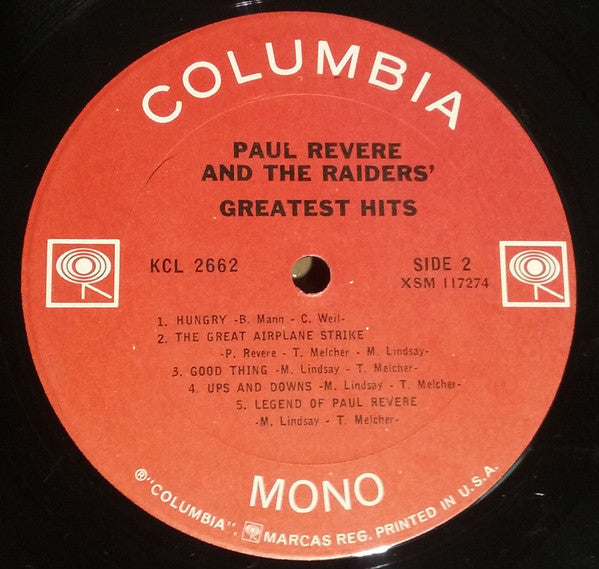 COLUMBIA
PAUL REVERE
AND THE RAIDERS'
GREATEST HITS
KCL 2662
SIDE 2
XSM 117274
1. HUNGRY -B. Mann - C. Weil-
2. THE GREAT AIRPLANE STRIKE
-P. Revere - T. Melcher - M. Lindsay-
3. GOOD THING -M. Lindsay - T. Melcher-
4. UPS AND DOWNS -M. Lindsay - T. Melcher-
5. LEGEND OF PAUL REVERE
-M. Lindsay - T. Melcher-
MONO
® "COLUMBIA", MARCAS REG. PRINTED IN U.S.A.